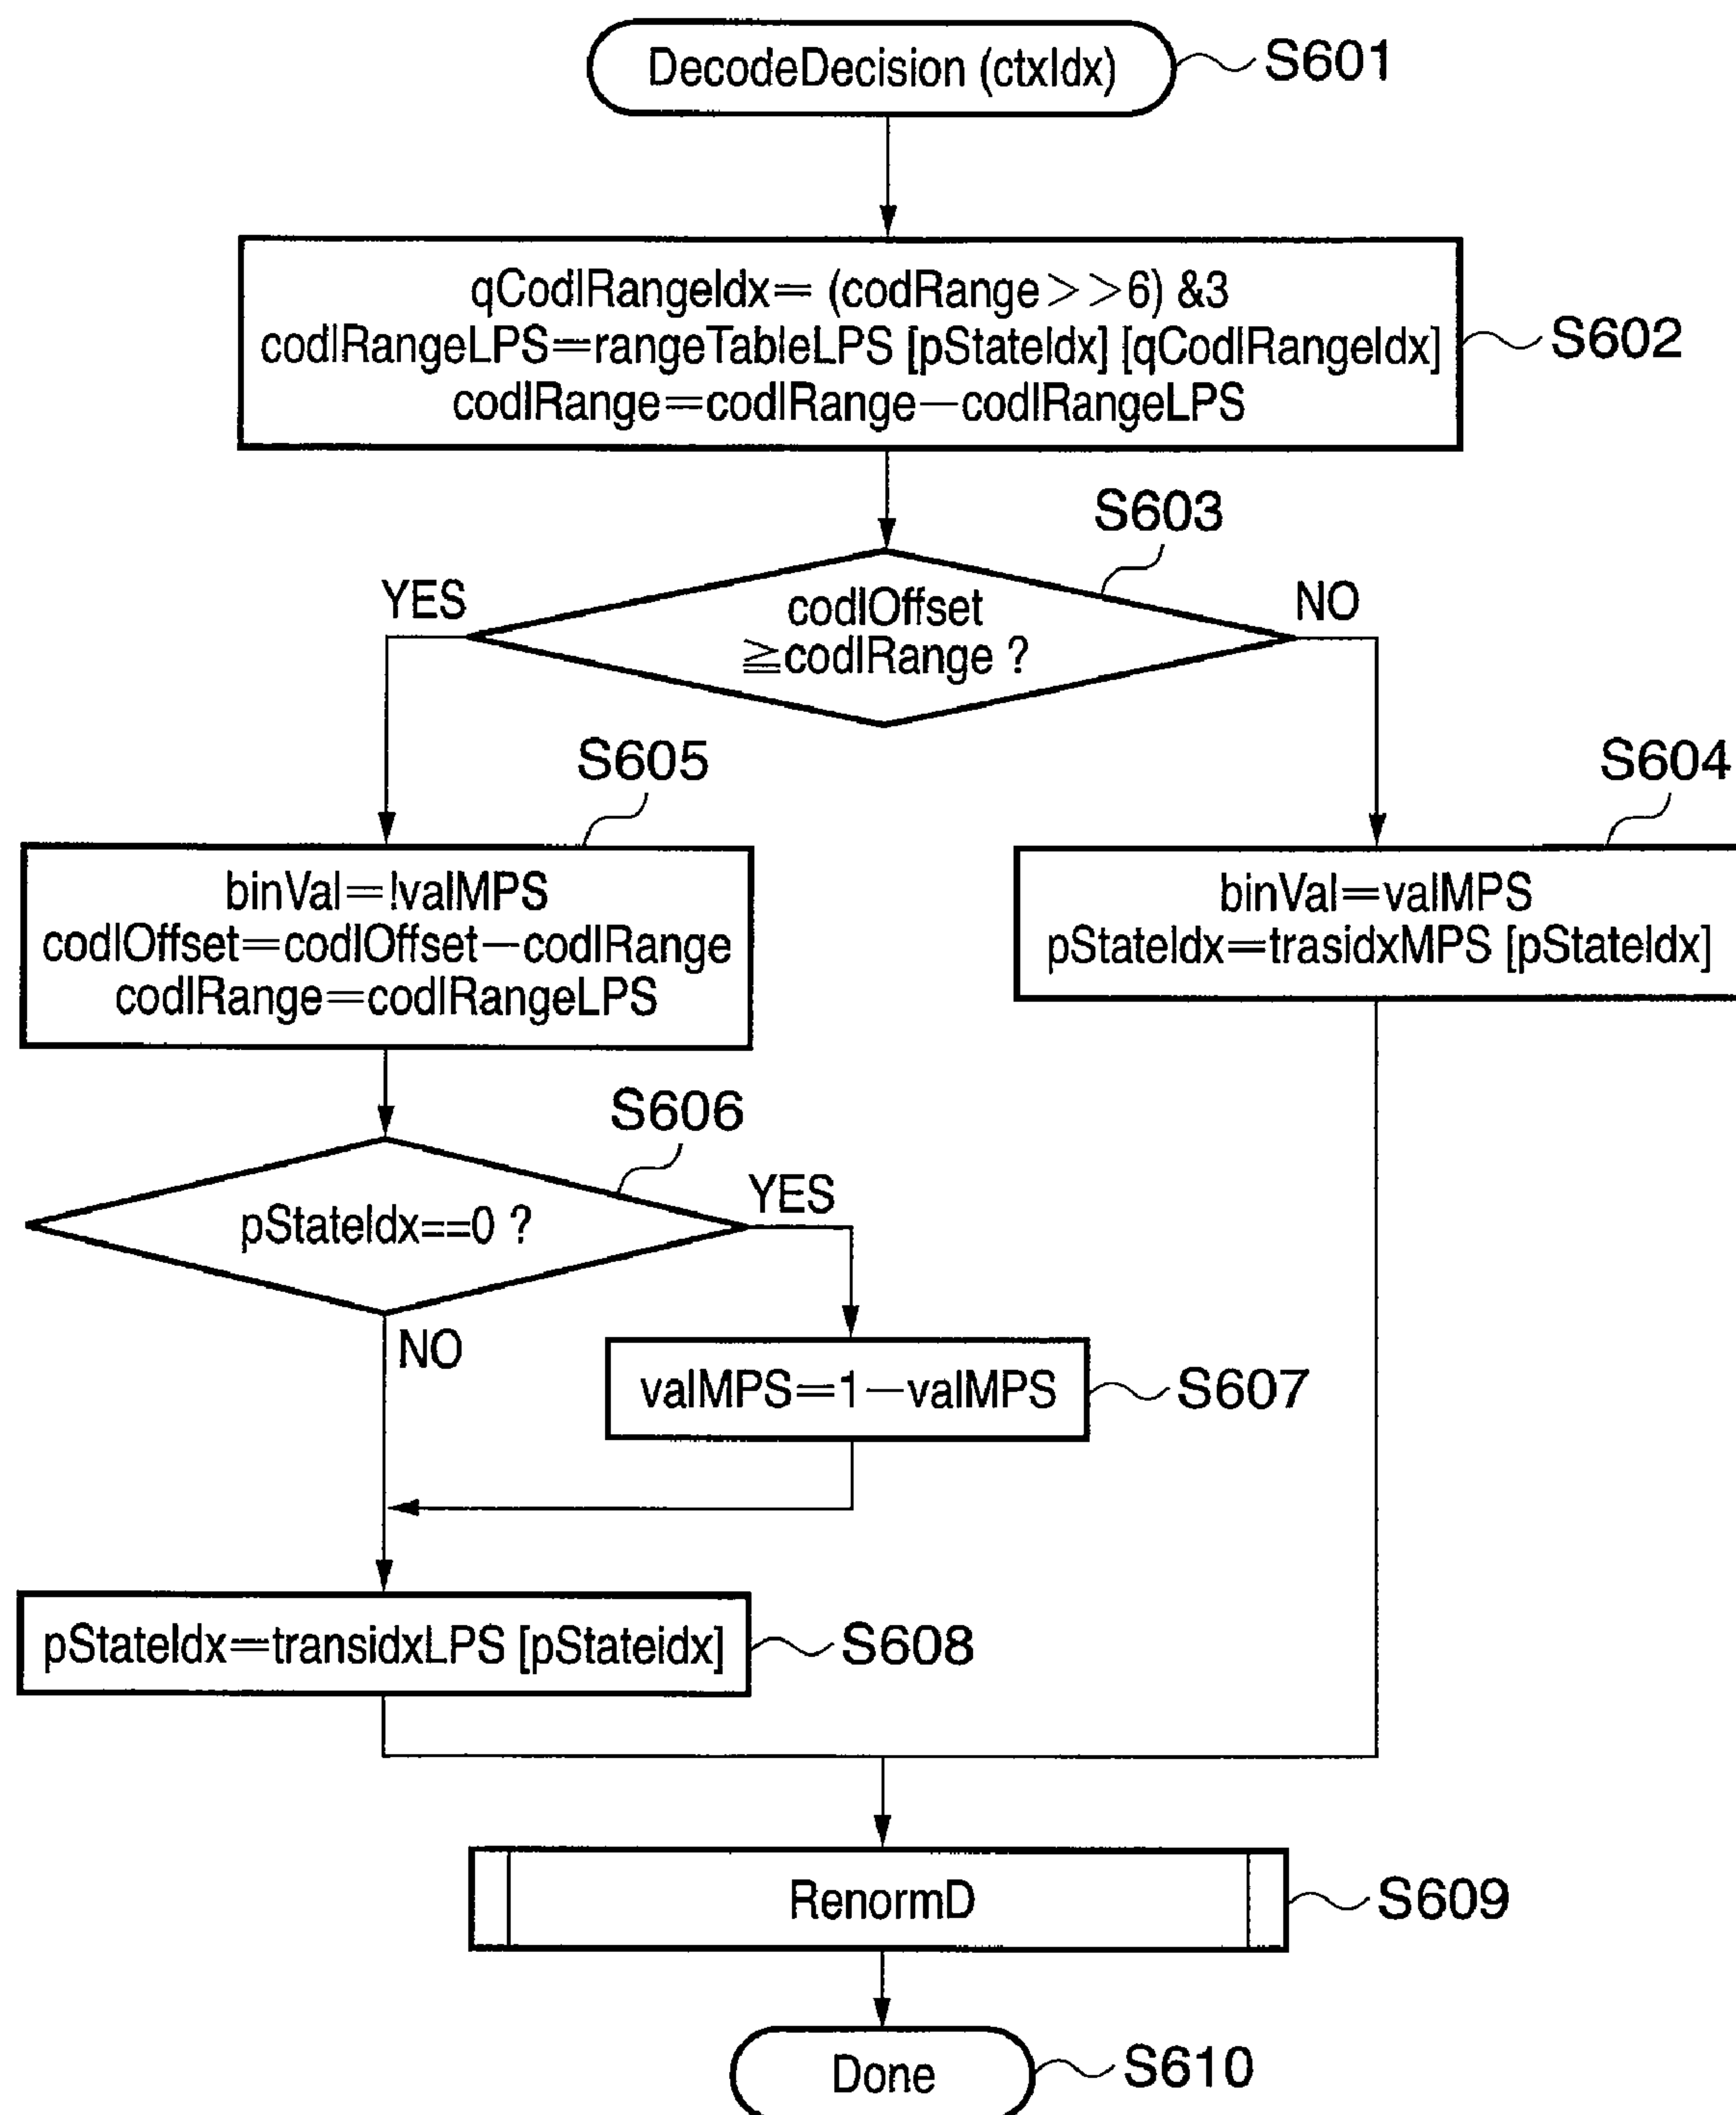 DecodeDecision (ctxIdx)
S601
qCodIRangeIdx= (codRange>>6) &3
codIRangeLPS=rangeTableLPS [pStateIdx] [qCodIRangeIdx]
codIRange=codIRange−codIRangeLPS
S602
S603
YES
NO
codIOffset
≧codIRange ?
S605
S604
binVal=!valMPS
codIOffset=codIOffset−codIRange
codIRange=codIRangeLPS
binVal=valMPS
pStateIdx=trasidxMPS [pStateIdx]
S606
YES
pStateIdx==0 ?
NO
valMPS=1−valMPS
S607
pStateIdx=transidxLPS [pStateidx]
S608
RenormD
S609
Done
S610